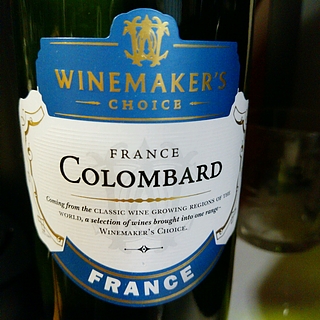 WINEMAKER'S
CHOICE
FRANCE
COLOMBARD
Coming from the CLASSIC WINE GROWING REGIONS OF THE
WORLD, a selection of wines brought into one range-
WINEMAKER'S CHOICE.
FRANCE